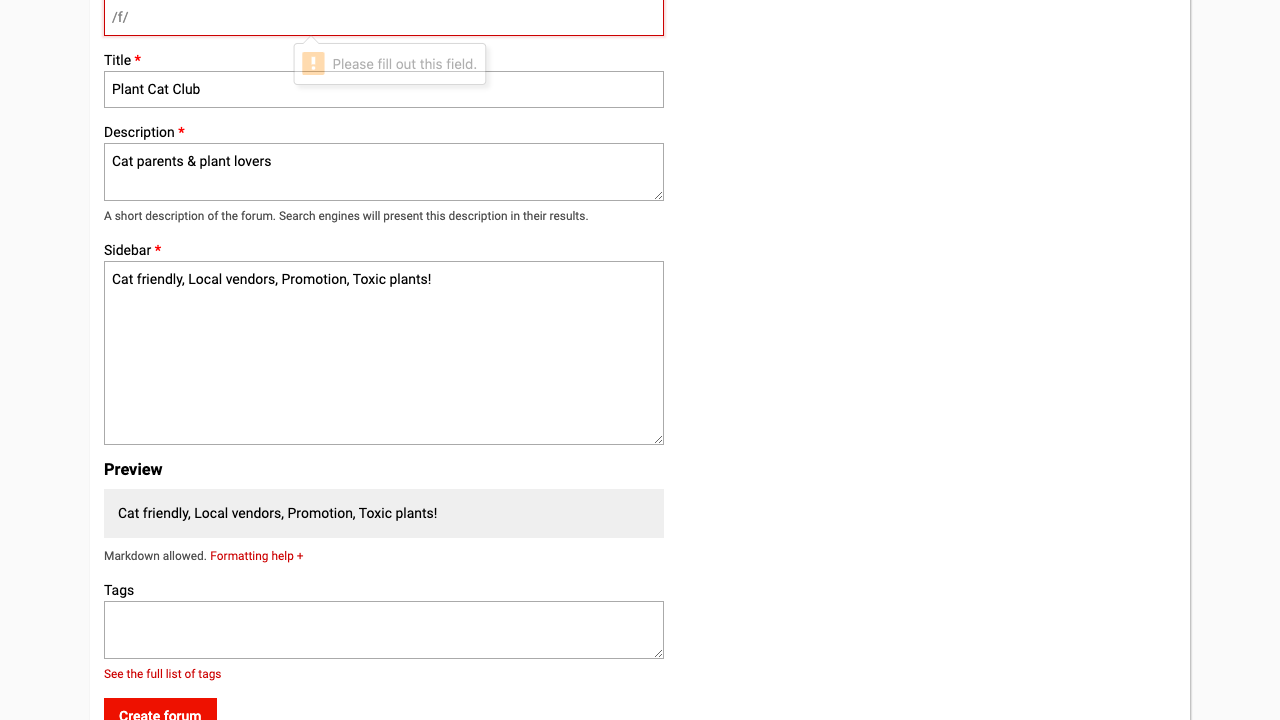 /f/
Please fill out this field.
Title *
Plant Cat Club
Description *
Cat parents & plant lovers
A short description of the forum. Search engines will present this description in their results.
Sidebar *
Cat friendly, Local vendors, Promotion, Toxic plants!
Preview
Cat friendly, Local vendors, Promotion, Toxic plants!
Markdown allowed. Formatting help +
Tags
See the full list of tags
Create forum